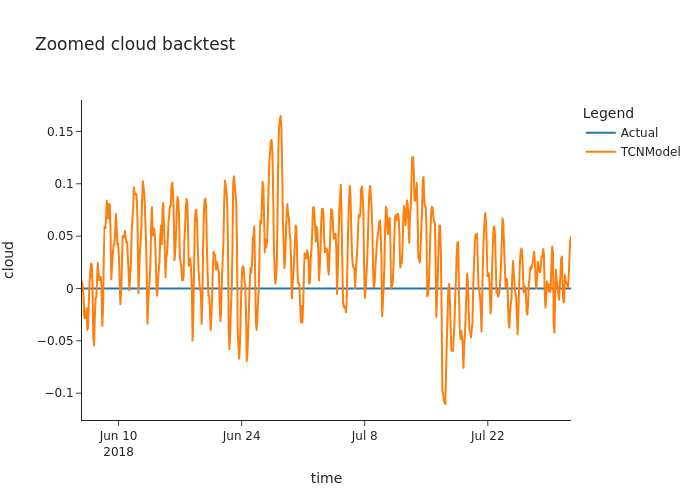 Zoomed cloud backtest
Legend
Actual
TCNModel
cloud
0.15
0.1
0.05
0
−0.05
−0.1
Jun 10
2018
Jun 24
Jul 8
Jul 22
time